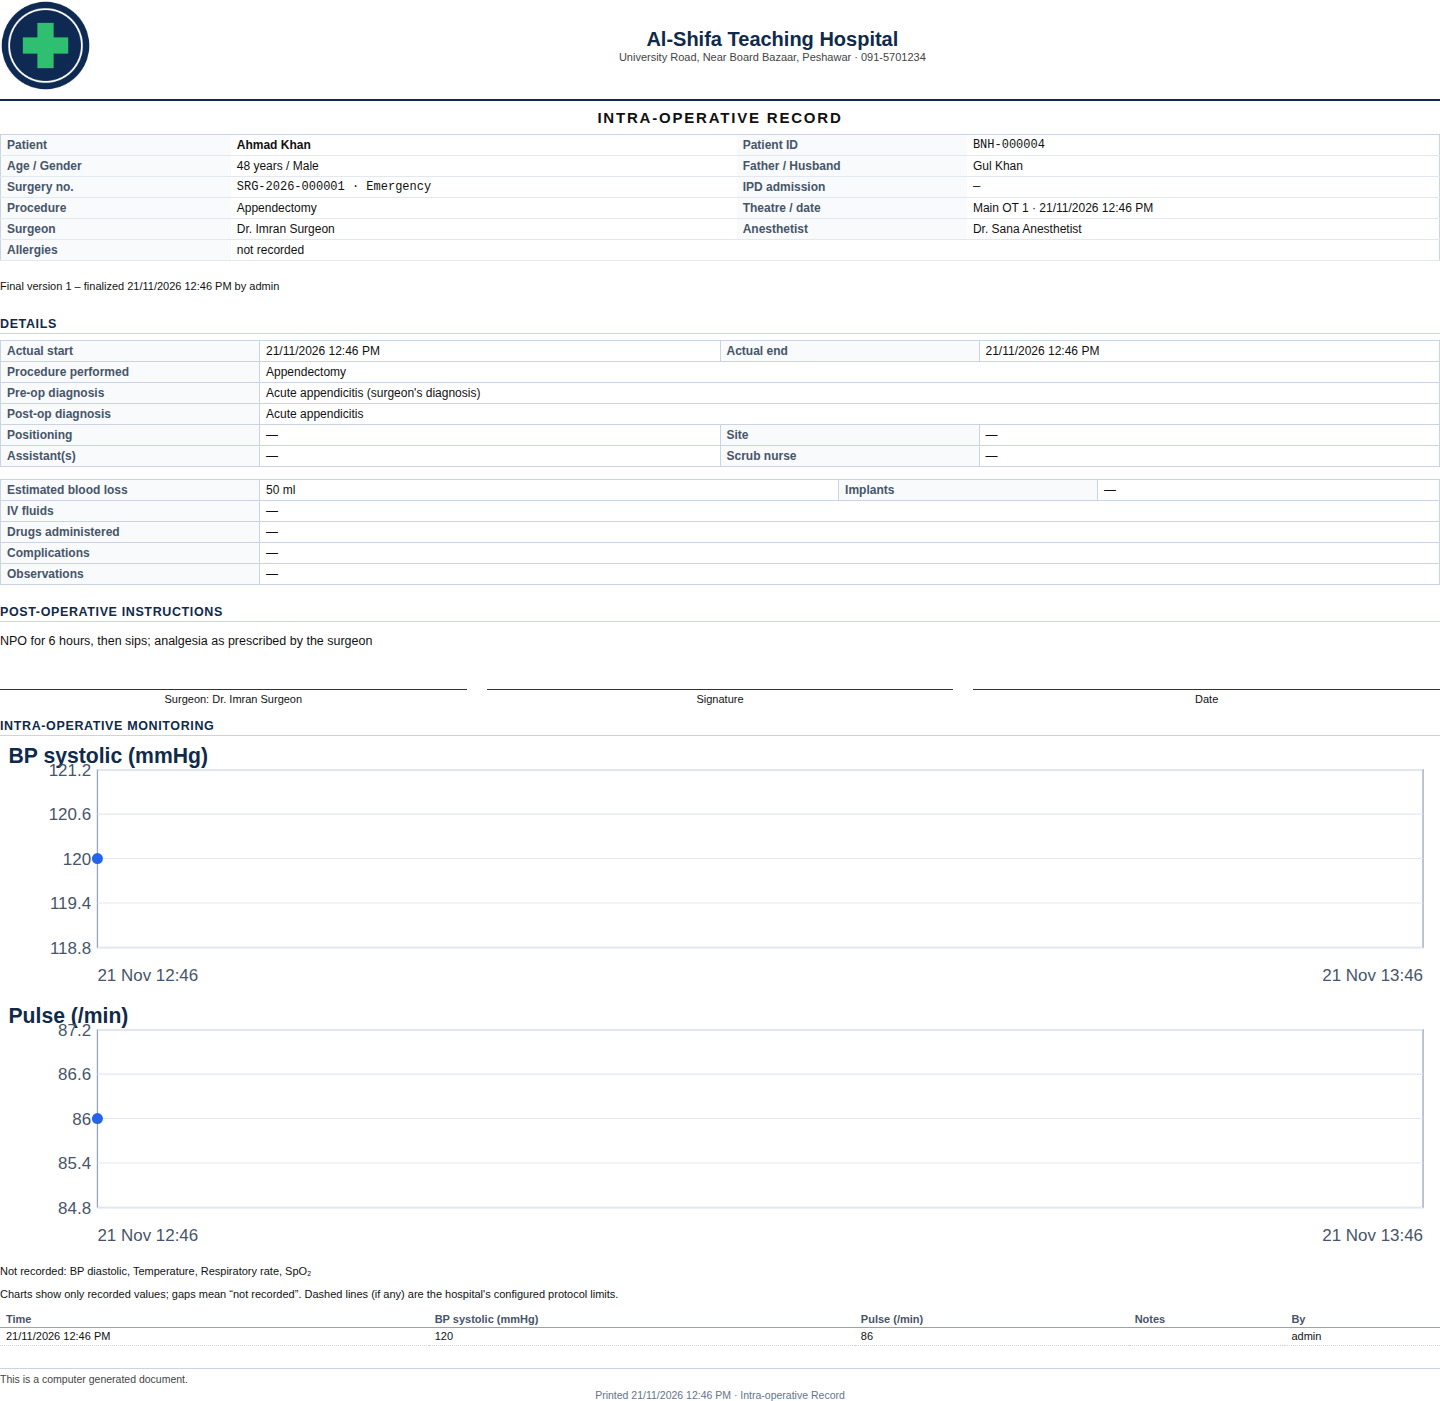 Al-Shifa Teaching Hospital
University Road, Near Board Bazaar, Peshawar · 091-5701234
INTRA-OPERATIVE RECORD
Patient Ahmad Khan Patient ID BNH-000004
Age / Gender 48 years / Male Father / Husband Gul Khan
Surgery no. SRG-2026-000001 · Emergency IPD admission —
Procedure Appendectomy Theatre / date Main OT 1 · 21/11/2026 12:46 PM
Surgeon Dr. Imran Surgeon Anesthetist Dr. Sana Anesthetist
Allergies not recorded
Final version 1 – finalized 21/11/2026 12:46 PM by admin
DETAILS
Actual start 21/11/2026 12:46 PM Actual end 21/11/2026 12:46 PM
Procedure performed Appendectomy
Pre-op diagnosis Acute appendicitis (surgeon's diagnosis)
Post-op diagnosis Acute appendicitis
Positioning — Site —
Assistant(s) — Scrub nurse —
Estimated blood loss 50 ml Implants —
IV fluids —
Drugs administered —
Complications —
Observations —
POST-OPERATIVE INSTRUCTIONS
NPO for 6 hours, then sips; analgesia as prescribed by the surgeon
Surgeon: Dr. Imran Surgeon Signature Date
INTRA-OPERATIVE MONITORING
BP systolic (mmHg)
121.2
120.6
120
119.4
118.8
21 Nov 12:46 21 Nov 13:46
Pulse (/min)
87.2
86.6
86
85.4
84.8
21 Nov 12:46 21 Nov 13:46
Not recorded: BP diastolic, Temperature, Respiratory rate, SpO₂
Charts show only recorded values; gaps mean “not recorded”. Dashed lines (if any) are the hospital's configured protocol limits.
Time BP systolic (mmHg) Pulse (/min) Notes By
21/11/2026 12:46 PM 120 86 admin
This is a computer generated document.
Printed 21/11/2026 12:46 PM · Intra-operative Record